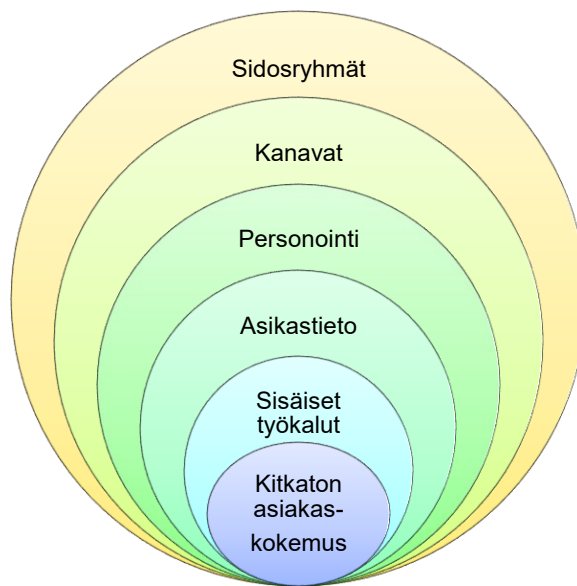 Sidosryhmät
Kanavat
Personointi
Asikastieto
Sisäiset
työkalut
Kitkaton
asiakas-
kokemus